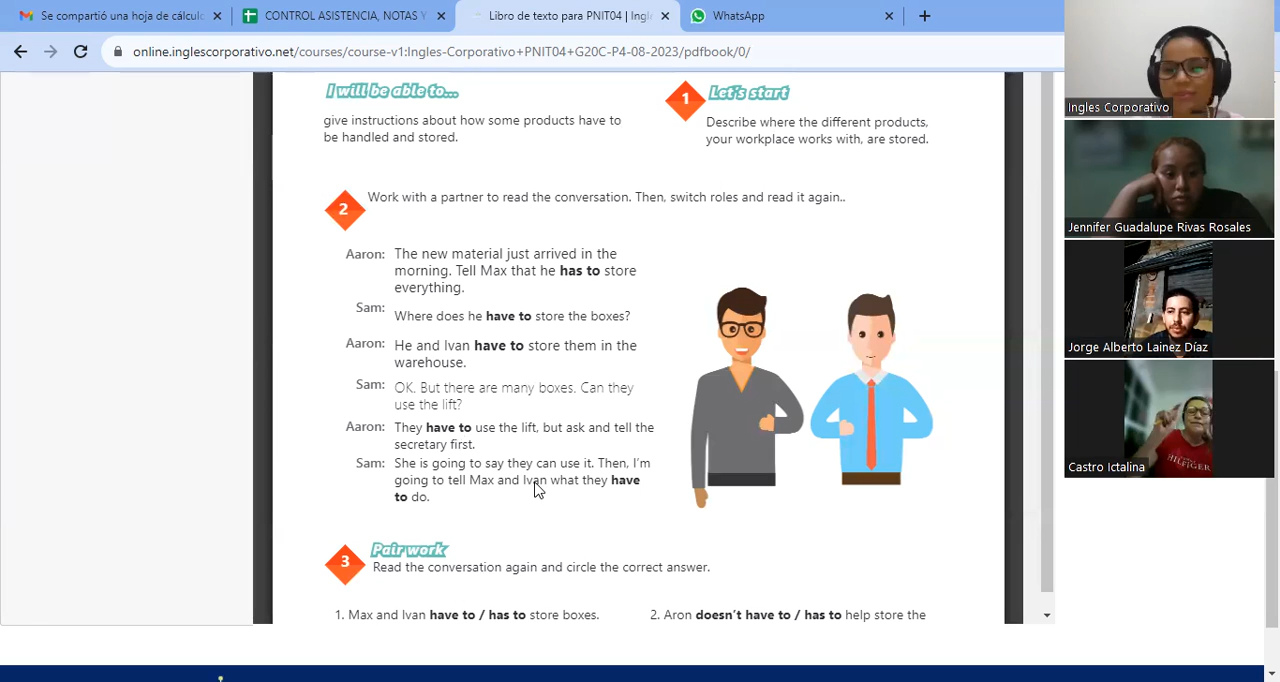 Se compartió una hoja de cálcul
CONTROL ASISTENCIA, NOTAS Y
Libro de texto para PNIT04 | Ingl
WhatsApp
online.inglescorporativo.net/courses/course-v1:Ingles-Corporativo+PNIT04+G20C-P4-08-2023/pdfbook/0/
I will be able to...
give instructions about how some products have to
be handled and stored.
1
Let's start
Describe where the different products,
your workplace works with, are stored.
2
Work with a partner to read the conversation. Then, switch roles and read it again..
Aaron: The new material just arrived in the
morning. Tell Max that he has to store
everything.
Sam: Where does he have to store the boxes?
Aaron: He and Ivan have to store them in the
warehouse.
Sam: OK. But there are many boxes. Can they
use the lift?
Aaron: They have to use the lift, but ask and tell the
secretary first.
Sam: She is going to say they can use it. Then, I'm
going to tell Max and Ivan what they have
to do.
3
Pair work
Read the conversation again and circle the correct answer.
1. Max and Ivan have to / has to store boxes.
2. Aron doesn't have to / has to help store the
Ingles Corporativo
Jennifer Guadalupe Rivas Rosales
Jorge Alberto Lainez Díaz
Castro Ictalina